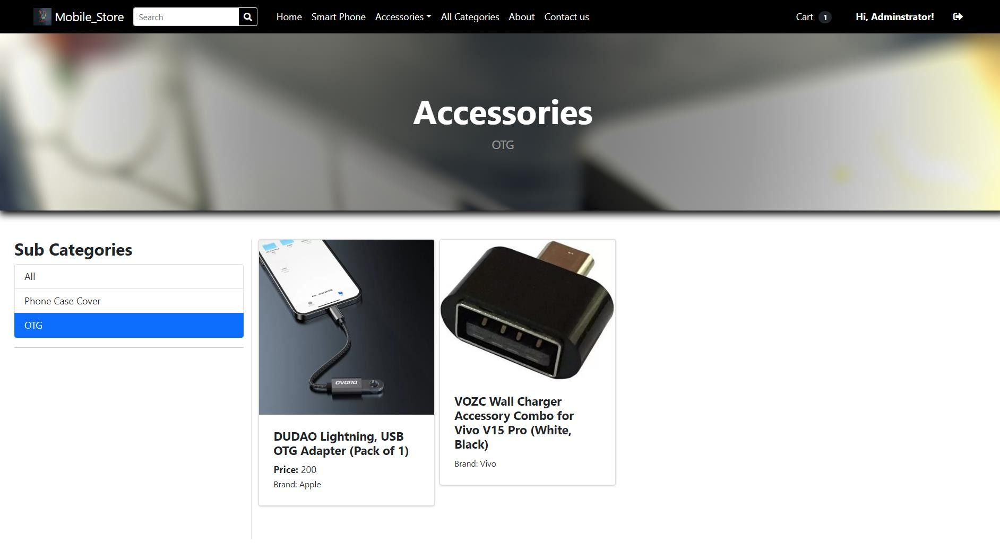 Mobile_Store
Search
Home
Smart Phone
Accessories
All Categories
About
Contact us
Cart 1
Hi, Adminstrator!
Accessories
OTG
Sub Categories
All
Phone Case Cover
OTG
DUDAO
DUDAO Lightning, USB
OTG Adapter (Pack of 1)
Price: 200
Brand: Apple
VOZC Wall Charger
Accessory Combo for
Vivo V15 Pro (White,
Black)
Brand: Vivo